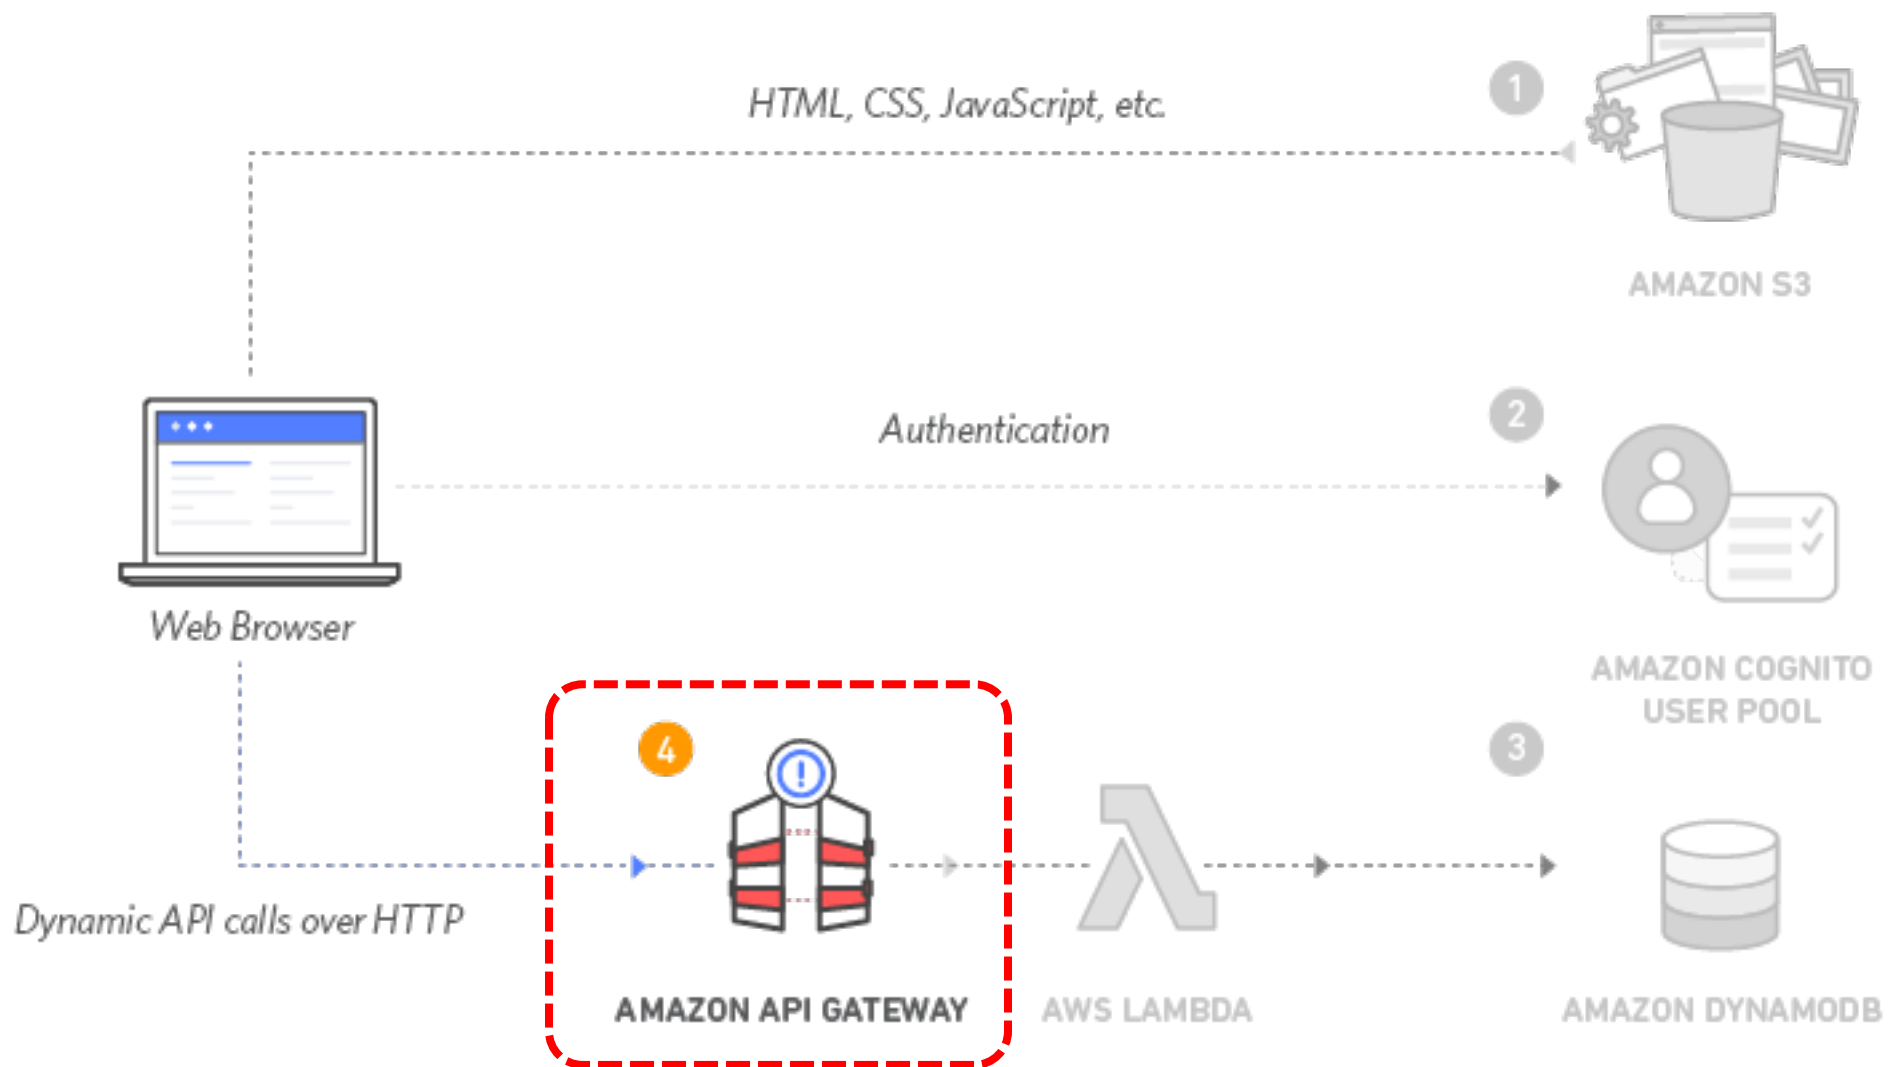 HTML, CSS, JavaScript, etc.
1
AMAZON S3
Authentication
2
Web Browser
AMAZON COGNITO
USER POOL
4
3
Dynamic API calls over HTTP
AMAZON API GATEWAY
AWS LAMBDA
AMAZON DYNAMODB